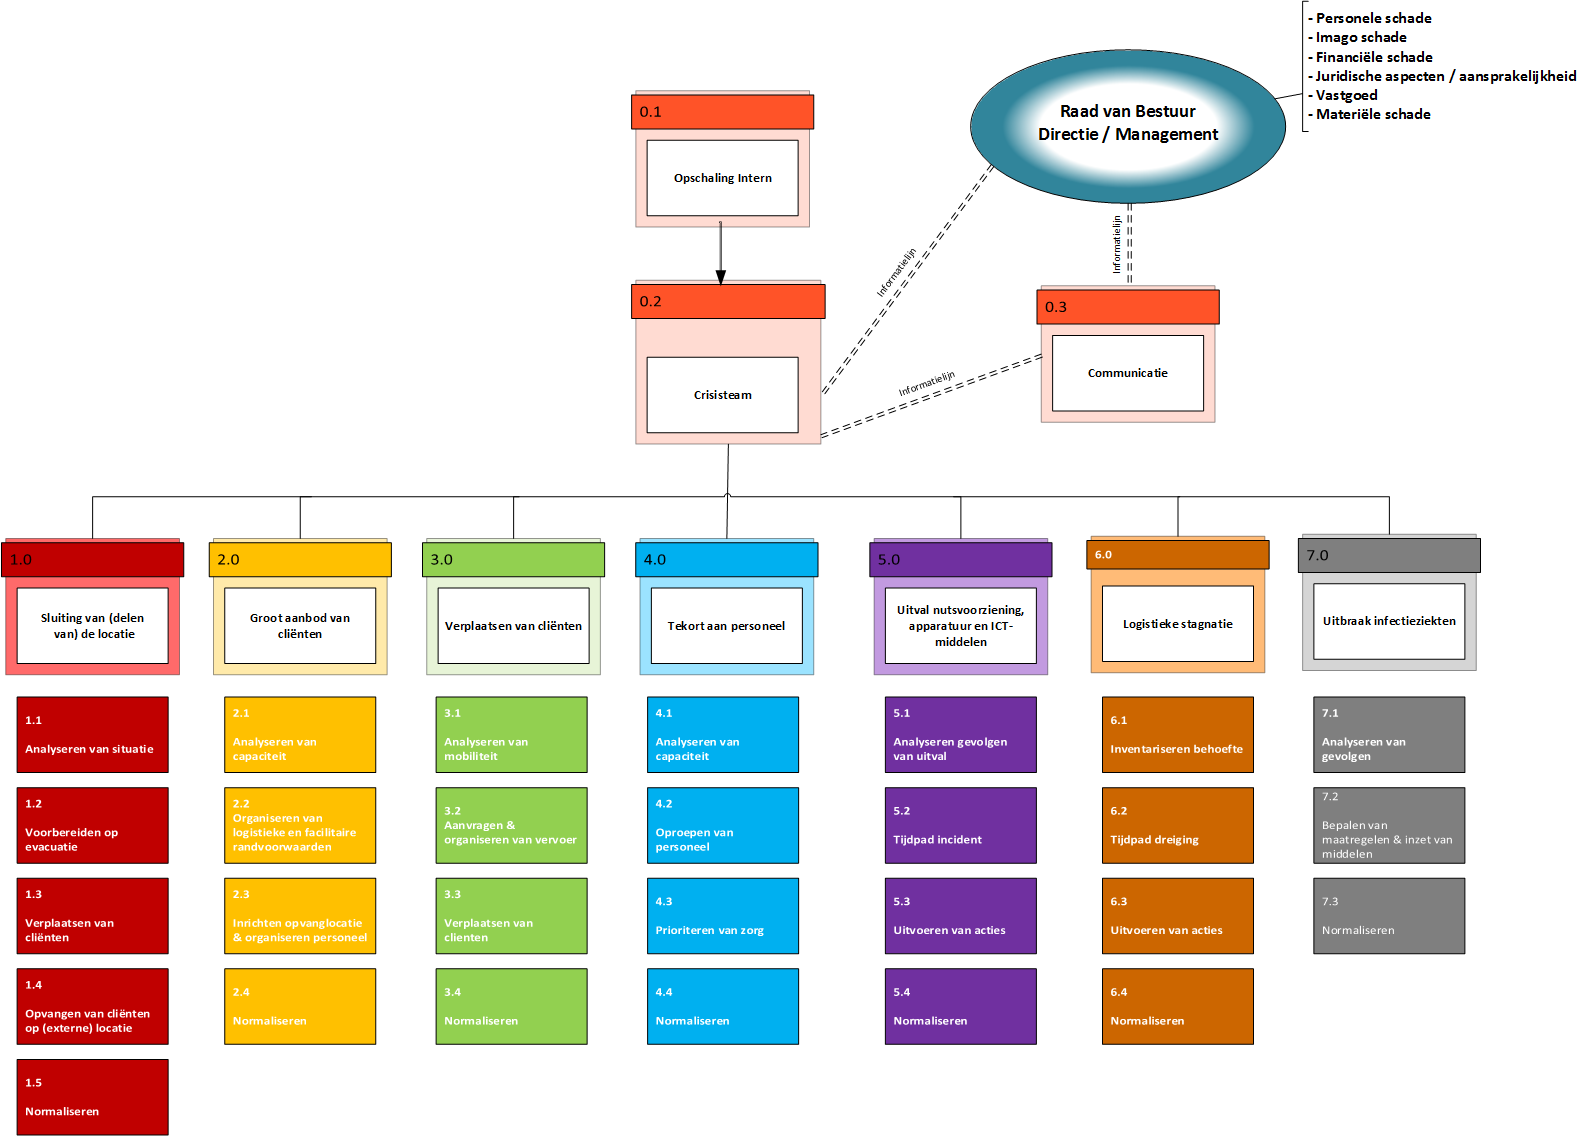 - Personele schade
- Imago schade
- Financiële schade
- Juridische aspecten / aansprakelijkheid
- Vastgoed
- Materiële schade
Raad van Bestuur
Directie / Management
0.1
Opschaling Intern
Informatielijn
Informatielijn
0.2
Crisisteam
0.3
Communicatie
Informatielijn
1.0
Sluiting van (delen
van) de locatie
2.0
Groot aanbod van
cliënten
3.0
Verplaatsen van cliënten
4.0
Tekort aan personeel
5.0
Uitval nutsvoorziening,
apparatuur en ICT-
middelen
6.0
Logistieke stagnatie
7.0
Uitbraak infectieziekten
1.1
Analyseren van situatie
1.2
Voorbereiden op
evacuatie
1.3
Verplaatsen van
cliënten
1.4
Opvangen van cliënten
op (externe) locatie
1.5
Normaliseren
2.1
Analyseren van
capaciteit
2.2
Organiseren van
logistieke en facilitaire
randvoorwaarden
2.3
Inrichten opvanglocatie
& organiseren personeel
2.4
Normaliseren
3.1
Analyseren van
mobiliteit
3.2
Aanvragen &
organiseren van vervoer
3.3
Verplaatsen van
clienten
3.4
Normaliseren
4.1
Analyseren van
capaciteit
4.2
Oproepen van
personeel
4.3
Prioriteren van zorg
4.4
Normaliseren
5.1
Analyseren gevolgen
van uitval
5.2
Tijdpad incident
5.3
Uitvoeren van acties
5.4
Normaliseren
6.1
Inventariseren behoefte
6.2
Tijdpad dreiging
6.3
Uitvoeren van acties
6.4
Normaliseren
7.1
Analyseren van
gevolgen
7.2
Bepalen van
maatregelen & inzet van
middelen
7.3
Normaliseren